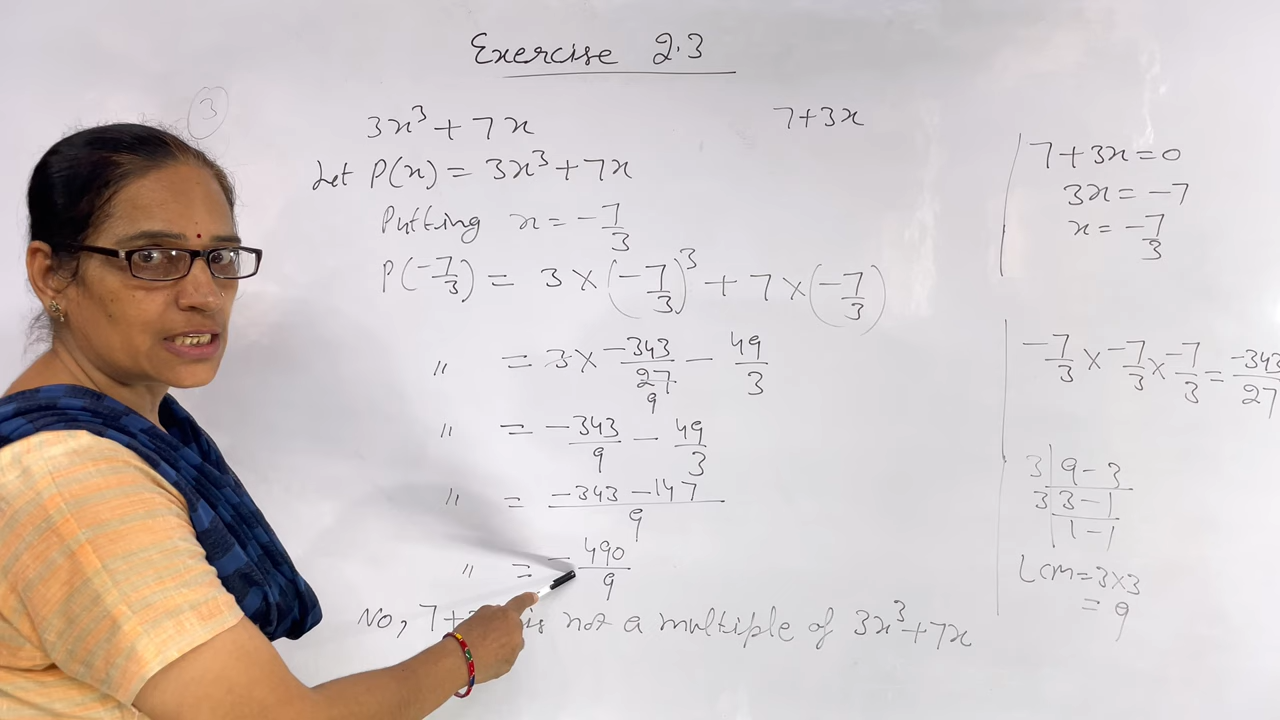 Exercise 2.3
3
3x³ + 7x 7+3x
Let P(x) = 3x³ + 7x
Putting x = -7/3
P(-7/3) = 3 × (-7/3)³ + 7 × (-7/3)
〃 = 3 × -343/27 - 49/3
9
〃 = -343/9 - 49/3
〃 = -343 - 147/9
〃 = -490/9
No, 7+ is not a multiple of 3x³+7x
7+3x=0
3x = -7
x = -7/3
-7/3 × -7/3 × -7/3 = -343/27
3 | 9 - 3
3 | 3 - 1
1 - 1
LCM = 3×3
= 9